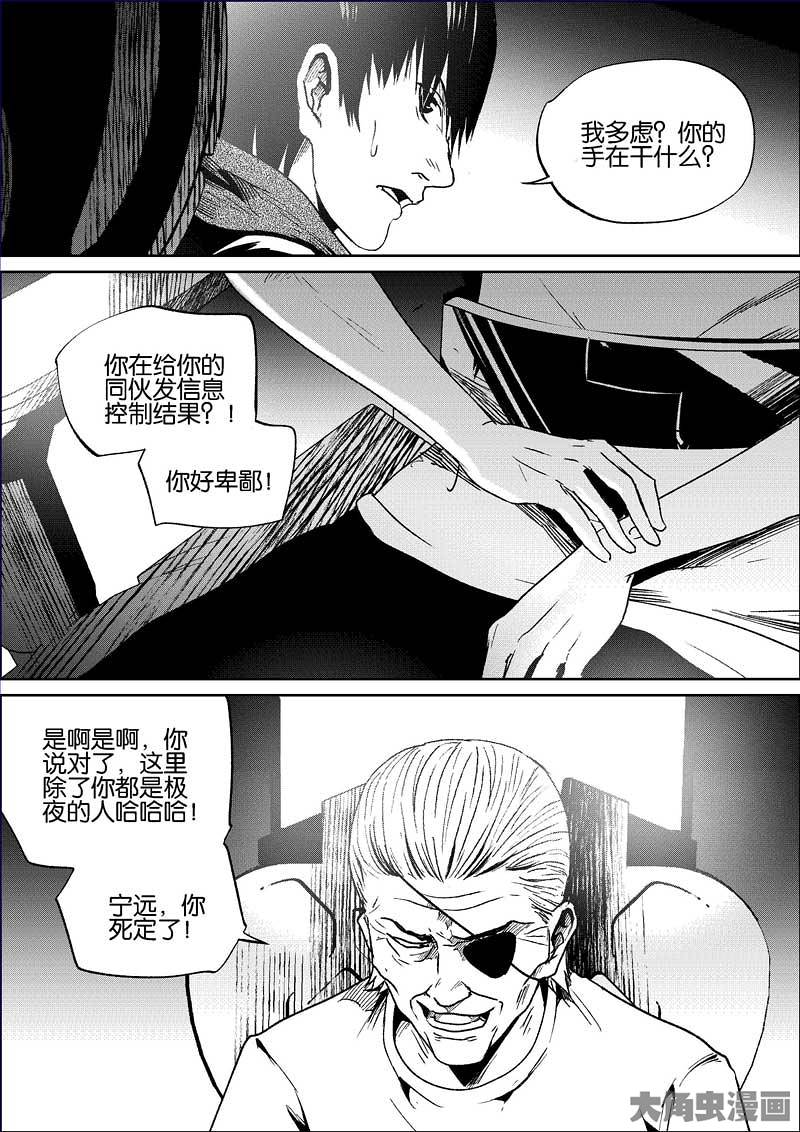 我多虑？你的
手在干什么？
你在给你的
同伙发信息
控制结果？！
你好卑鄙！
是啊是啊，你
说对了，这里
除了你都是极
夜的人哈哈哈！
宁远，你
死定了！
大角虫漫画